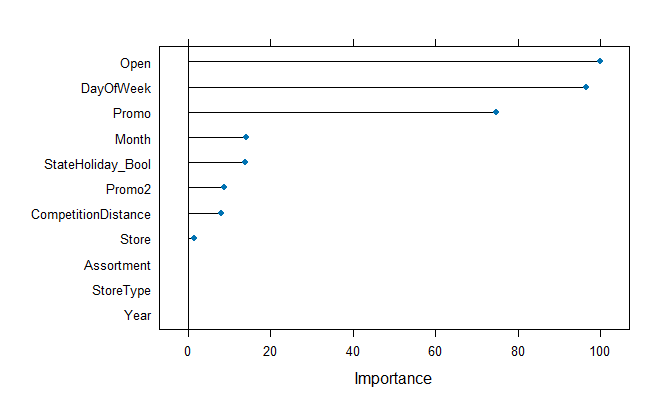 Open
DayOfWeek
Promo
Month
StateHoliday_Bool
Promo2
CompetitionDistance
Store
Assortment
StoreType
Year
0 20 40 60 80 100
Importance